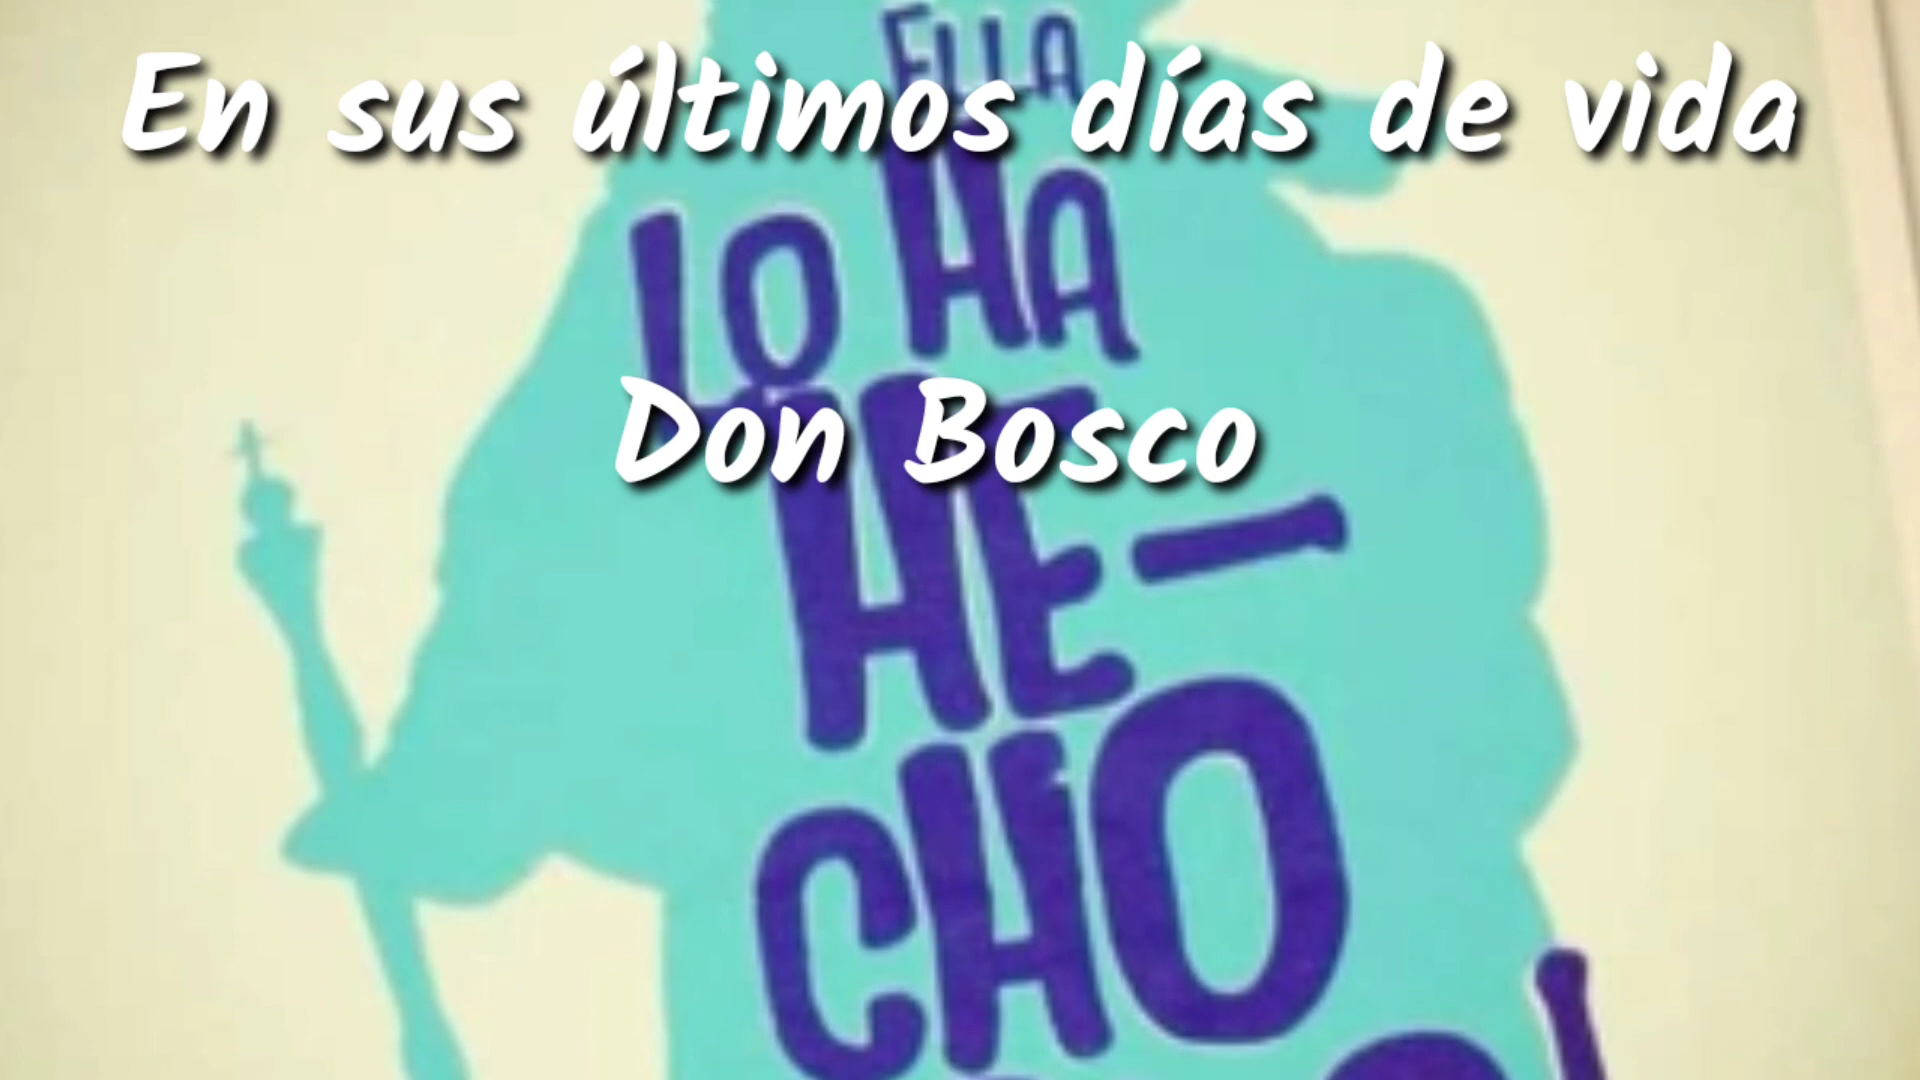 En sus últimos días de vida
Don Bosco
ELLA
LO HA
HE-
CHO